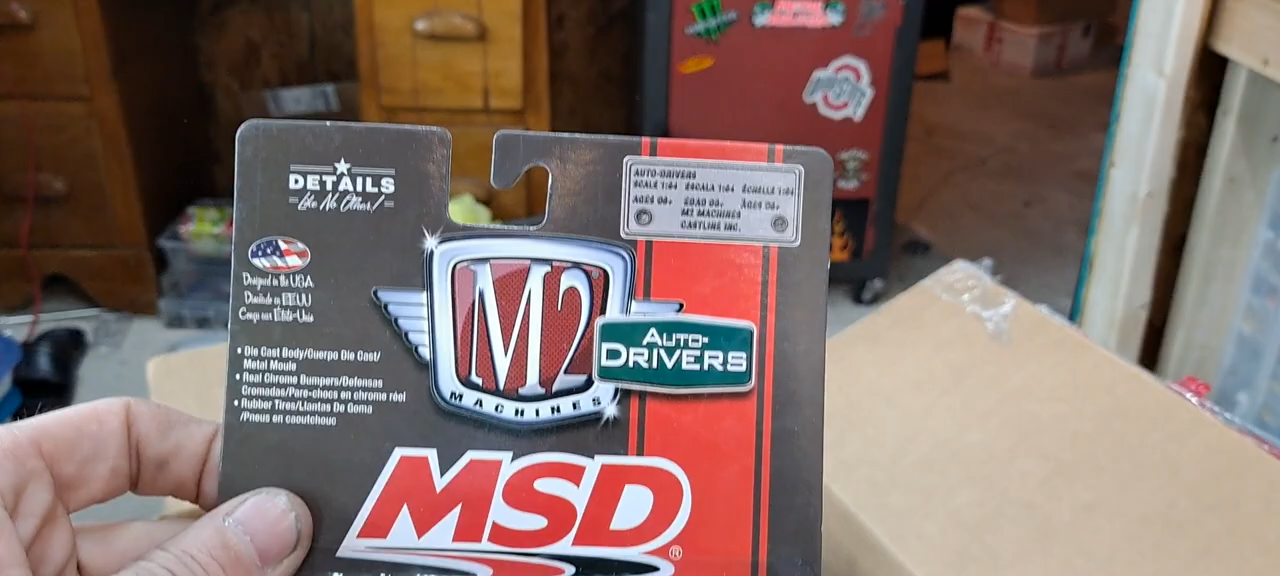 DETAILS
Like No Other!
Designed in the U.S.A.
Diseñado en EE.UU
Conçu aux États-Unis
• Die Cast Body/Cuerpo Die Cast/
Metal Moulé
• Real Chrome Bumpers/Defensas
Cromadas/Pare-chocs en chrome réel
• Rubber Tires/Llantas De Goma
/Pneus en caoutchouc
M2
MACHINES
AUTO-DRIVERS
SCALE 1:64 ESCALA 1:64 ÉCHELLE 1:64
AGES 08+ EDAD 08+ ÂGES 08+
M2 MACHINES
CASTLINE INC.
AUTO-
DRIVERS
MSD
®